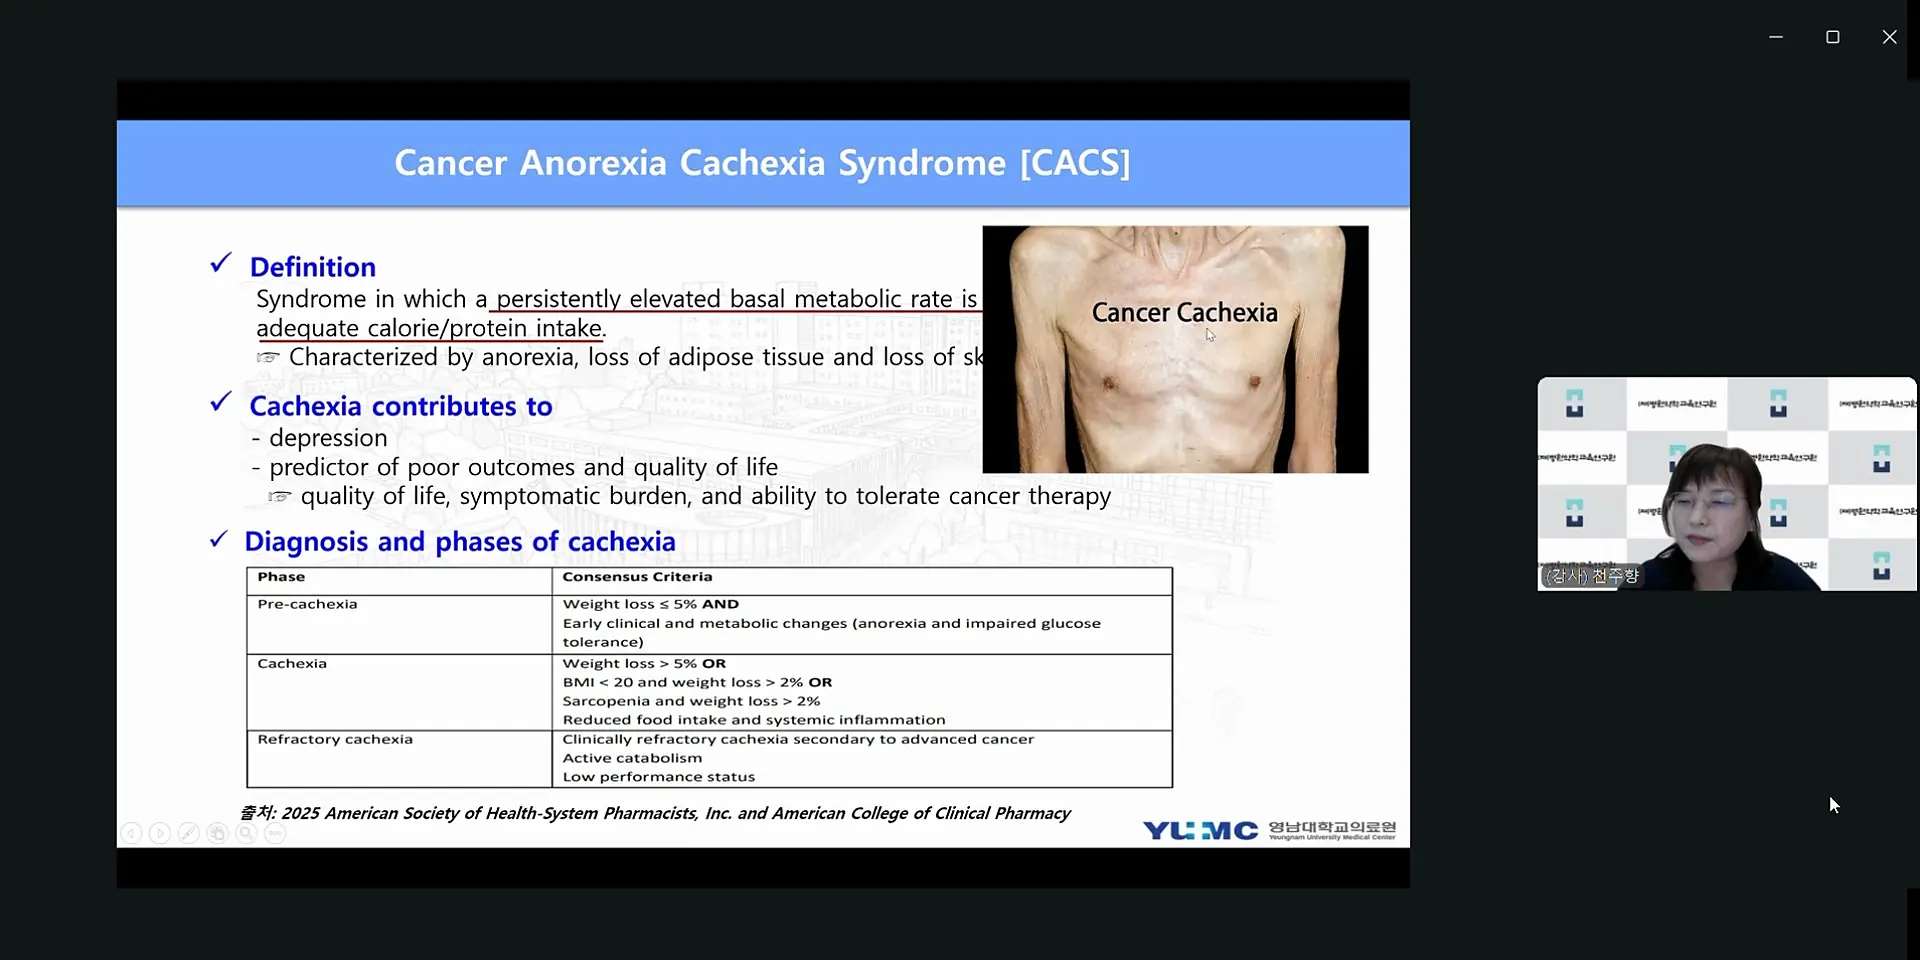 Cancer Anorexia Cachexia Syndrome [CACS]
✓ Definition
Syndrome in which a persistently elevated basal metabolic rate is
adequate calorie/protein intake.
☞ Characterized by anorexia, loss of adipose tissue and loss of sk
Cancer Cachexia
✓ Cachexia contributes to
- depression
- predictor of poor outcomes and quality of life
☞ quality of life, symptomatic burden, and ability to tolerate cancer therapy
✓ Diagnosis and phases of cachexia
Phase Consensus Criteria
Pre-cachexia Weight loss ≤ 5% AND
Early clinical and metabolic changes (anorexia and impaired glucose
tolerance)
Cachexia Weight loss > 5% OR
BMI < 20 and weight loss > 2% OR
Sarcopenia and weight loss > 2%
Reduced food intake and systemic inflammation
Refractory cachexia Clinically refractory cachexia secondary to advanced cancer
Active catabolism
Low performance status
출처: 2025 American Society of Health-System Pharmacists, Inc. and American College of Clinical Pharmacy
YUMC 영남대학교의료원
Yeungnam University Medical Center
(강사) 천주향